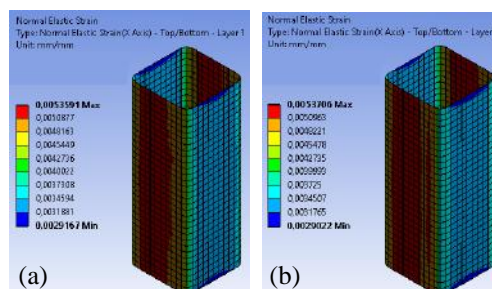 Normal Elastic Strain
Type: Normal Elastic Strain(X Axis) - Top/Bottom - Layer 1
Unit: mm/mm
0,0053591 Max
0,0050877
0,0048163
0,0045449
0,0042736
0,0040022
0,0037308
0,0034594
0,0031881
0,0029167 Min
(a)
Normal Elastic Strain
Type: Normal Elastic Strain(X Axis) - Top/Bottom - Layer
Unit: mm/mm
0,0053706 Max
0,0050963
0,0048221
0,0045478
0,0042735
0,0039993
0,003725
0,0034507
0,0031765
0,0029022 Min
(b)